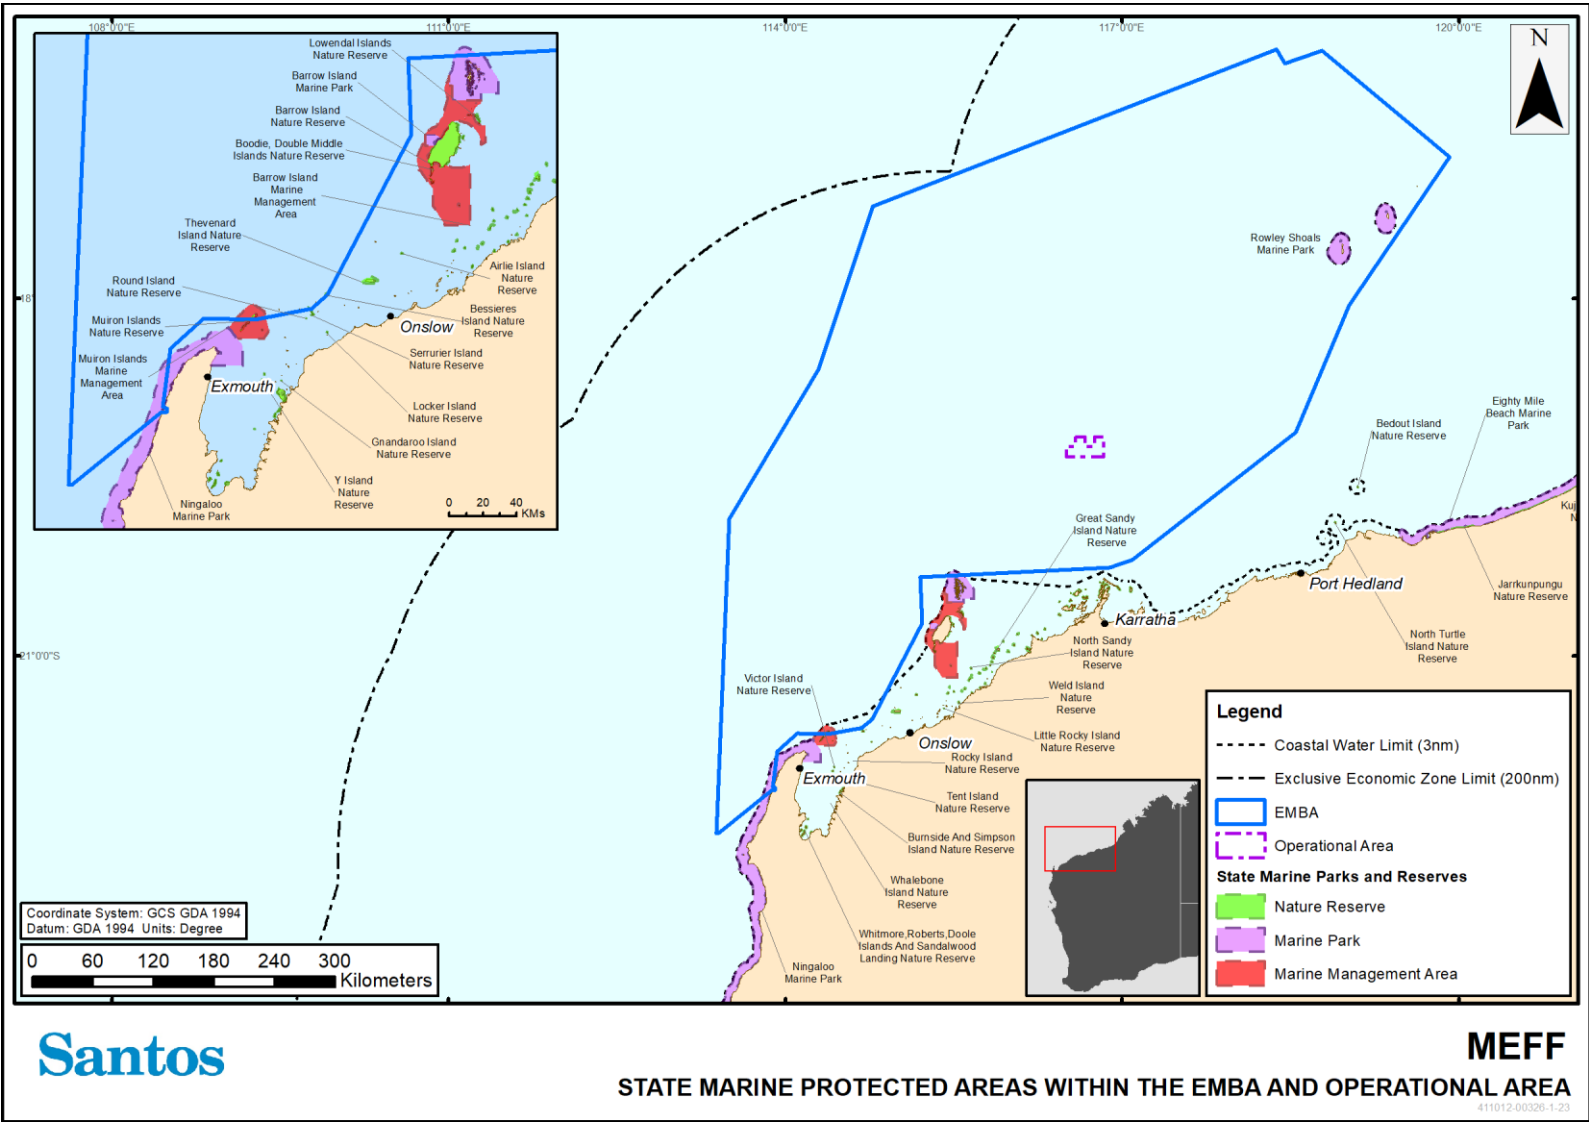 108°0'0"E
111°0'0"E
114°0'0"E
117°0'0"E
120°0'0"E
N
Lowendal Islands
Nature Reserve
Barrow Island
Marine Park
Barrow Island
Nature Reserve
Boodie, Double Middle
Islands Nature Reserve
Barrow Island
Marine
Management
Area
Thevenard
Island Nature
Reserve
Round Island
Nature Reserve
Muiron Islands
Nature Reserve
Muiron Islands
Marine
Management
Area
Airlie Island
Nature
Reserve
Bessieres
Island Nature
Reserve
Onslow
Serrurier Island
Nature Reserve
Exmouth
Locker Island
Nature Reserve
Gnandaroo Island
Nature Reserve
Y Island
Nature
Reserve
Ningaloo
Marine Park
0 20 40
KMs
18°
21°0'0"S
Rowley Shoals
Marine Park
Bedout Island
Nature Reserve
Eighty Mile
Beach Marine
Park
Great Sandy
Island Nature
Reserve
Port Hedland
Jarrkunpungu
Nature Reserve
Karratha
North Turtle
Island Nature
Reserve
North Sandy
Island Nature
Reserve
Victor Island
Nature Reserve
Weld Island
Nature
Reserve
Little Rocky Island
Nature Reserve
Onslow
Rocky Island
Nature Reserve
Exmouth
Tent Island
Nature Reserve
Burnside And Simpson
Island Nature Reserve
Whalebone
Island Nature
Reserve
Whitmore,Roberts,Doole
Islands And Sandalwood
Landing Nature Reserve
Ningaloo
Marine Park
Legend
Coastal Water Limit (3nm)
Exclusive Economic Zone Limit (200nm)
EMBA
Operational Area
State Marine Parks and Reserves
Nature Reserve
Marine Park
Marine Management Area
Coordinate System: GCS GDA 1994
Datum: GDA 1994 Units: Degree
0 60 120 180 240 300
Kilometers
Santos
MEFF
STATE MARINE PROTECTED AREAS WITHIN THE EMBA AND OPERATIONAL AREA
411012-00326-1-23